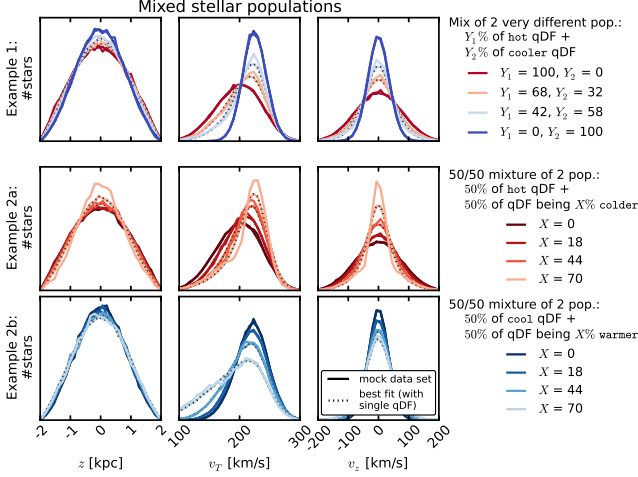 Mixed stellar populations
Example 1:
#stars
Mix of 2 very different pop.:
Y₁% of hot qDF +
Y₂% of cooler qDF
Y₁ = 100, Y₂ = 0
Y₁ = 68, Y₂ = 32
Y₁ = 42, Y₂ = 58
Y₁ = 0, Y₂ = 100
Example 2a:
#stars
50/50 mixture of 2 pop.:
50% of hot qDF +
50% of qDF being X% colder
X = 0
X = 18
X = 44
X = 70
Example 2b:
#stars
50/50 mixture of 2 pop.:
50% of cool qDF +
50% of qDF being X% warmer
X = 0
X = 18
X = 44
X = 70
mock data set
best fit (with
single qDF)
-2 -1 0 1 2
100 200 300
-200 -100 0 100 200
z [kpc]
v_T [km/s]
v_z [km/s]